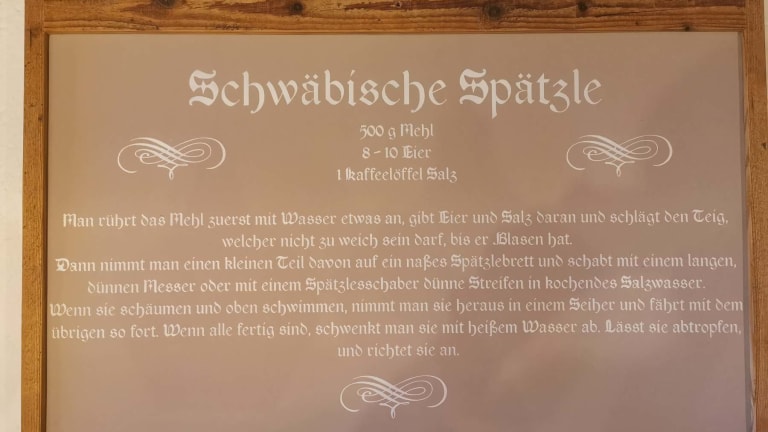 Schwäbische Spätzle
500 g Mehl
8 - 10 Eier
1 Kaffeelöffel Salz
Man rührt das Mehl zuerst mit Wasser etwas an, gibt Eier und Salz daran und schlägt den Teig,
welcher nicht zu weich sein darf, bis er Blasen hat.
Dann nimmt man einen kleinen Teil davon auf ein naßes Spätzlebrett und schabt mit einem langen,
dünnen Messer oder mit einem Spätzlesschaber dünne Streifen in kochendes Salzwasser.
Wenn sie schäumen und oben schwimmen, nimmt man sie heraus in einem Seiher und fährt mit dem
übrigen so fort. Wenn alle fertig sind, schwenkt man sie mit heißem Wasser ab. Lässt sie abtropfen,
und richtet sie an.